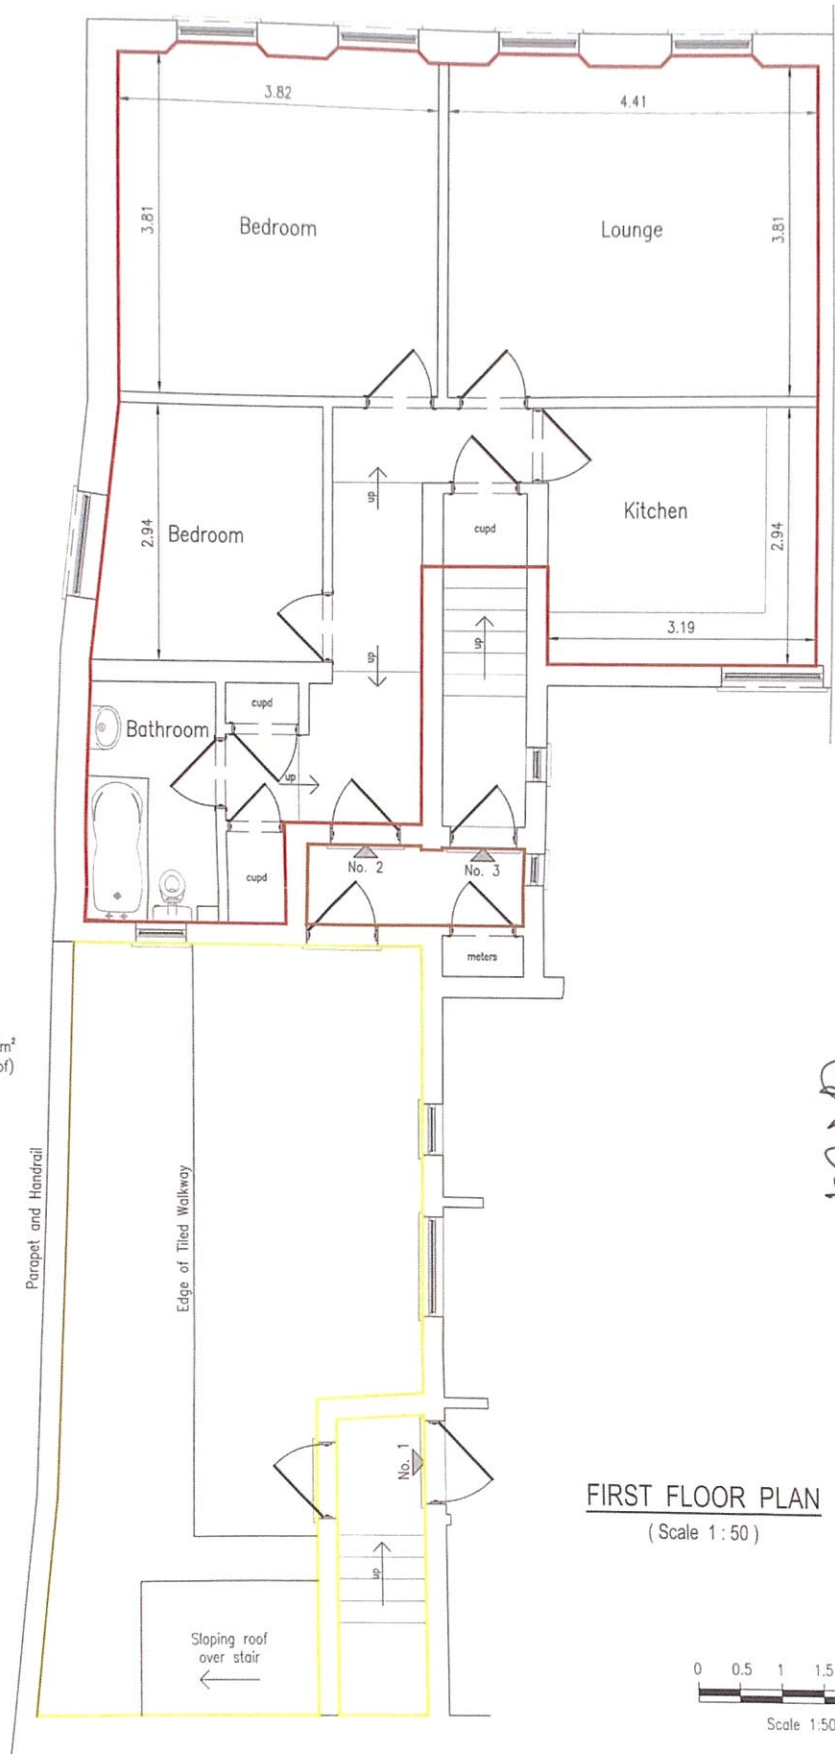 3.82
4.41
3.81
Bedroom
Lounge
3.81
2.94
Bedroom
up
cupd
Kitchen
2.94
up
up
3.19
cupd
Bathroom
up
No. 2
No. 3
cupd
meters
m²
of)
Parapet and Handrail
Edge of Tiled Walkway
No. 1
FIRST FLOOR PLAN
( Scale 1 : 50 )
up
Sloping roof
over stair
0 0.5 1 1.5
Scale 1:50